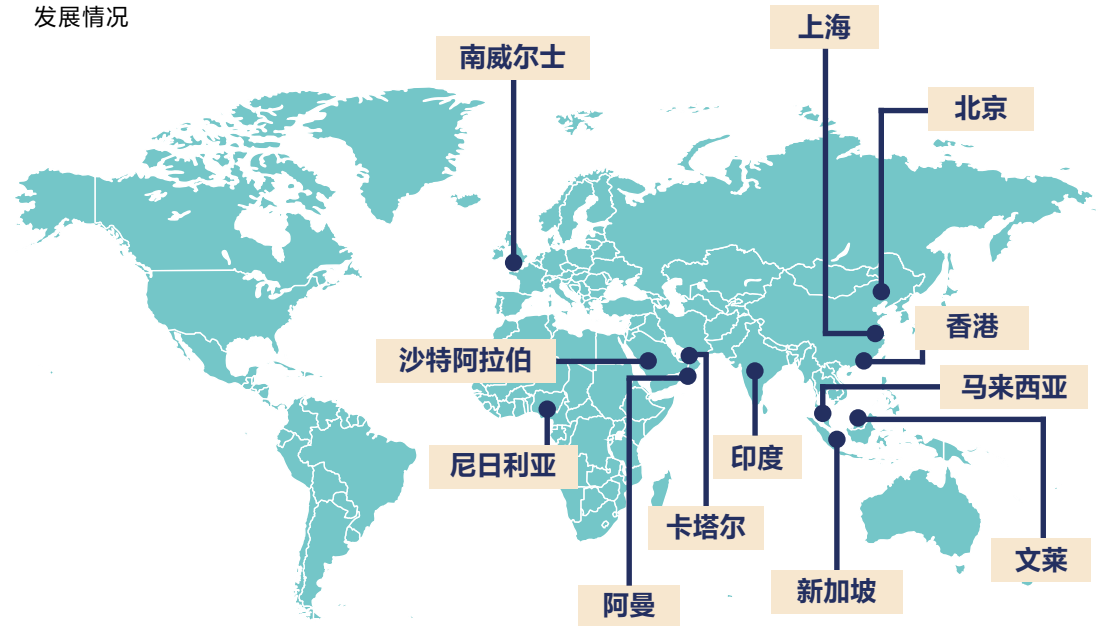 发展情况
上海
南威尔士
北京
香港
沙特阿拉伯
马来西亚
印度
尼日利亚
卡塔尔
文莱
新加坡
阿曼